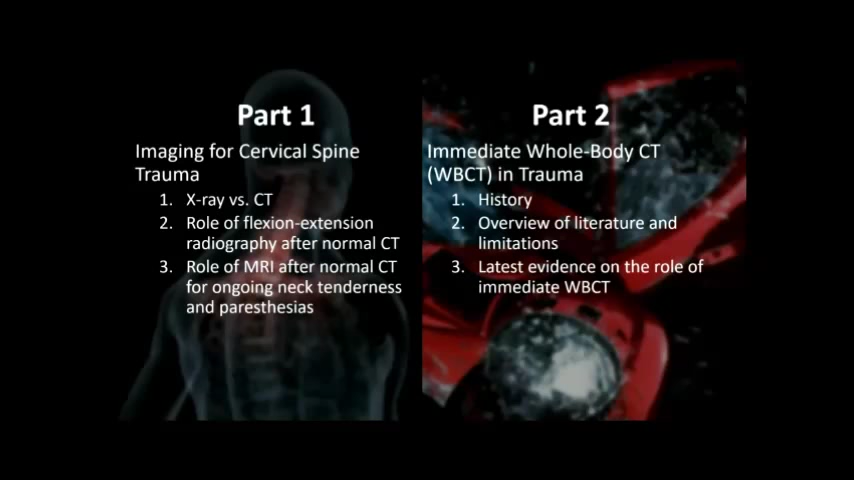 Part 1
Imaging for Cervical Spine
Trauma
1. X-ray vs. CT
2. Role of flexion-extension
radiography after normal CT
3. Role of MRI after normal CT
for ongoing neck tenderness
and paresthesias
Part 2
Immediate Whole-Body CT
(WBCT) in Trauma
1. History
2. Overview of literature and
limitations
3. Latest evidence on the role of
immediate WBCT